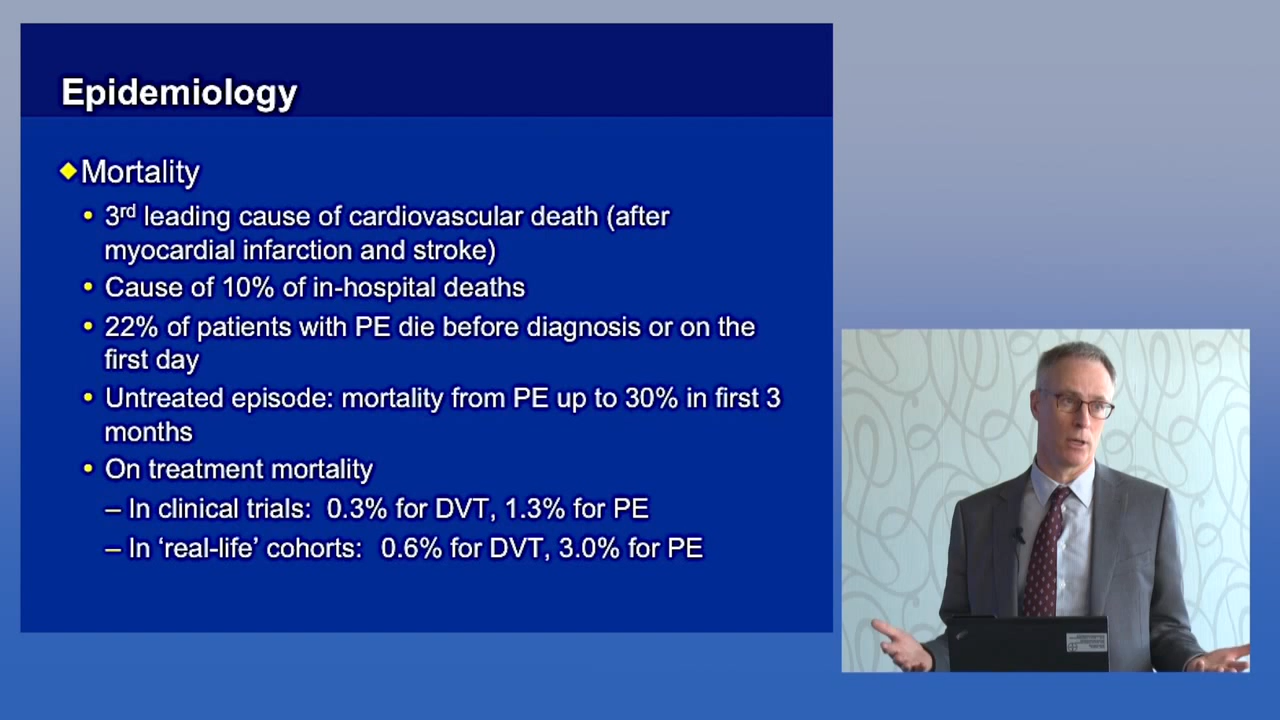 Epidemiology
Mortality
3rd leading cause of cardiovascular death (after
myocardial infarction and stroke)
Cause of 10% of in-hospital deaths
22% of patients with PE die before diagnosis or on the
first day
Untreated episode: mortality from PE up to 30% in first 3
months
On treatment mortality
– In clinical trials: 0.3% for DVT, 1.3% for PE
– In ‘real-life’ cohorts: 0.6% for DVT, 3.0% for PE